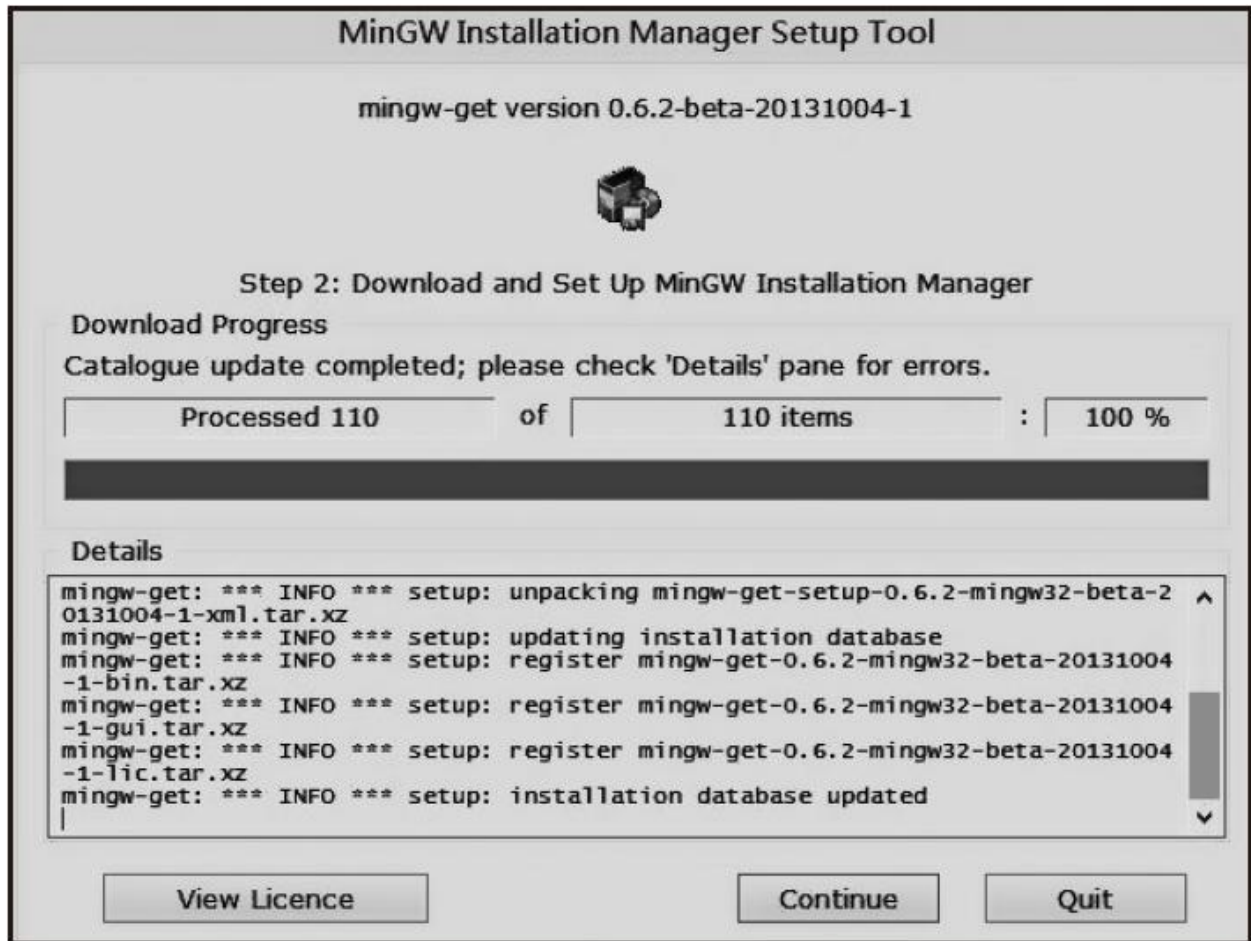 MinGW Installation Manager Setup Tool
mingw-get version 0.6.2-beta-20131004-1
Step 2: Download and Set Up MinGW Installation Manager
Download Progress
Catalogue update completed; please check 'Details' pane for errors.
Processed 110 of 110 items : 100 %
Details
mingw-get: *** INFO *** setup: unpacking mingw-get-setup-0.6.2-mingw32-beta-2
0131004-1-xml.tar.xz
mingw-get: *** INFO *** setup: updating installation database
mingw-get: *** INFO *** setup: register mingw-get-0.6.2-mingw32-beta-20131004
-1-bin.tar.xz
mingw-get: *** INFO *** setup: register mingw-get-0.6.2-mingw32-beta-20131004
-1-gui.tar.xz
mingw-get: *** INFO *** setup: register mingw-get-0.6.2-mingw32-beta-20131004
-1-lic.tar.xz
mingw-get: *** INFO *** setup: installation database updated
View Licence Continue Quit